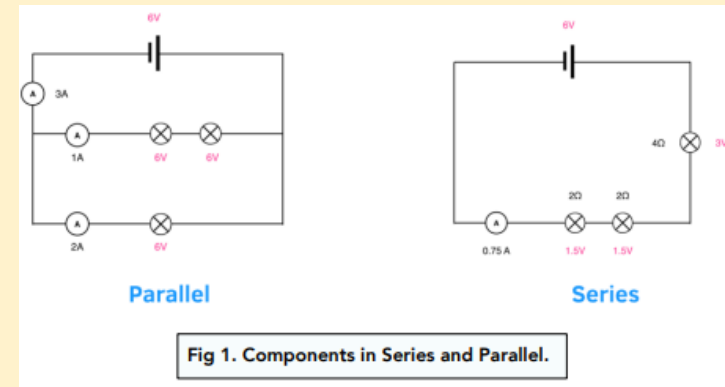 6V
A 3A
A
1A 6V 6V
A
2A 6V
Parallel
6V
4Ω 3V
2Ω 2Ω
A
0.75 A 1.5V 1.5V
Series
Fig 1. Components in Series and Parallel.